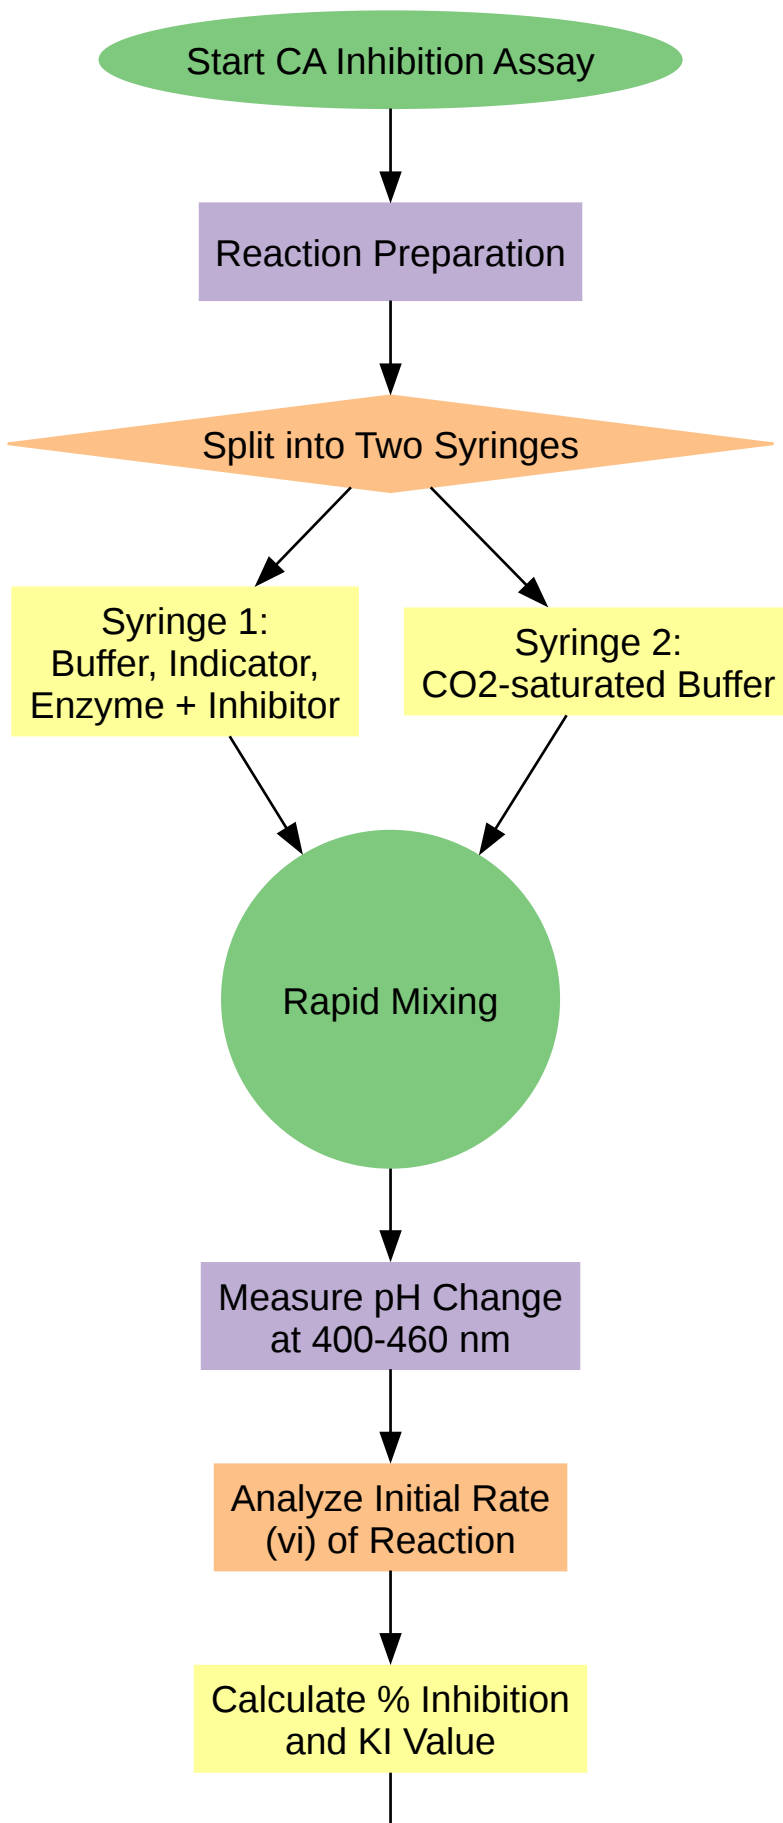 Start CA Inhibition Assay
Reaction Preparation
Split into Two Syringes
Syringe 1:
Buffer, Indicator,
Enzyme + Inhibitor
Syringe 2:
CO2-saturated Buffer
Rapid Mixing
Measure pH Change
at 400-460 nm
Analyze Initial Rate
(vi) of Reaction
Calculate % Inhibition
and KI Value